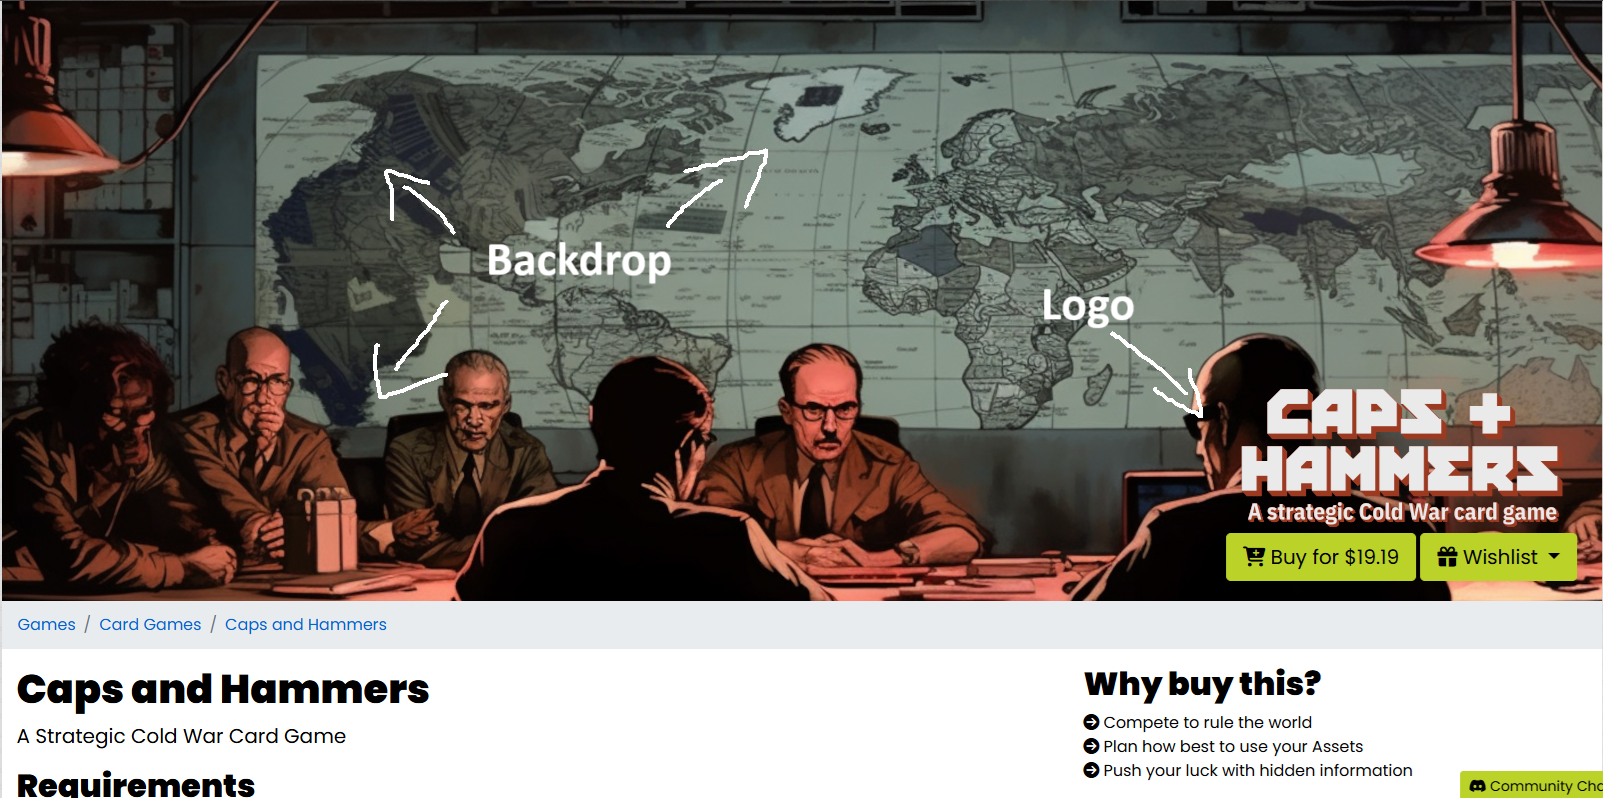 Backdrop
Logo
CAPS +
HAMMERS
A strategic Cold War card game
Buy for $19.19
Wishlist
Games / Card Games / Caps and Hammers
Caps and Hammers
A Strategic Cold War Card Game
Requirements
Why buy this?
Compete to rule the world
Plan how best to use your Assets
Push your luck with hidden information
Community Cha